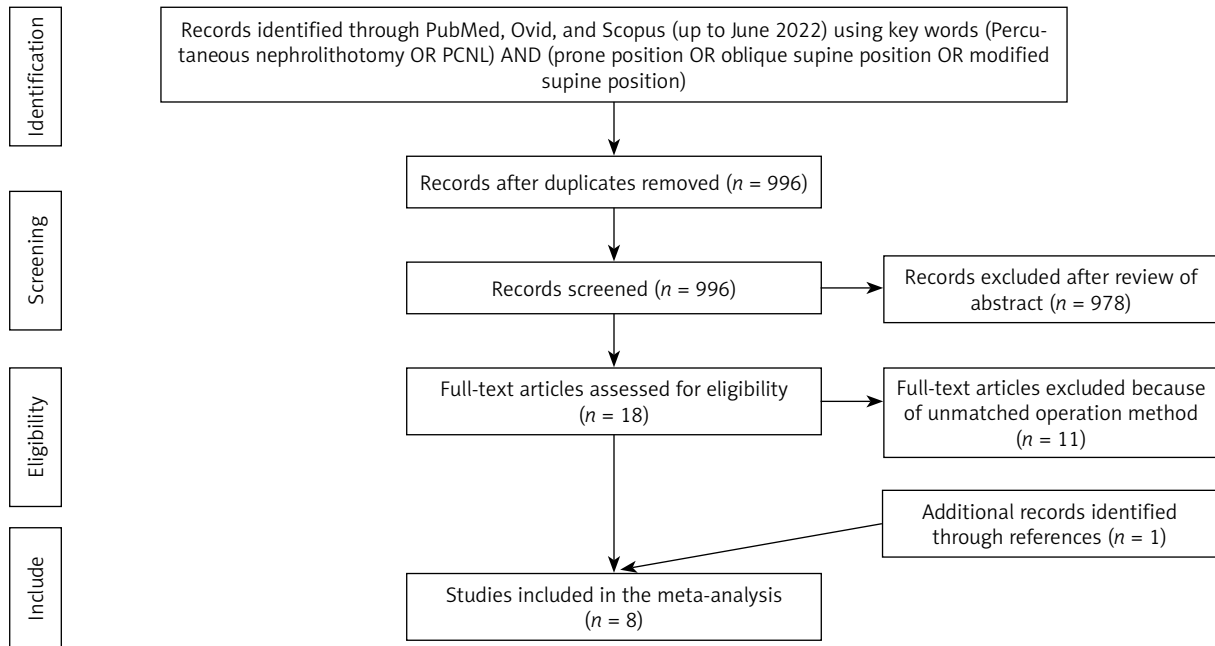 Identification
Records identified through PubMed, Ovid, and Scopus (up to June 2022) using key words (Percu-
taneous nephrolithotomy OR PCNL) AND (prone position OR oblique supine position OR modified
supine position)
Records after duplicates removed (n = 996)
Screening
Records screened (n = 996)
Records excluded after review of
abstract (n = 978)
Eligibility
Full-text articles assessed for eligibility
(n = 18)
Full-text articles excluded because
of unmatched operation method
(n = 11)
Additional records identified
through references (n = 1)
Include
Studies included in the meta-analysis
(n = 8)